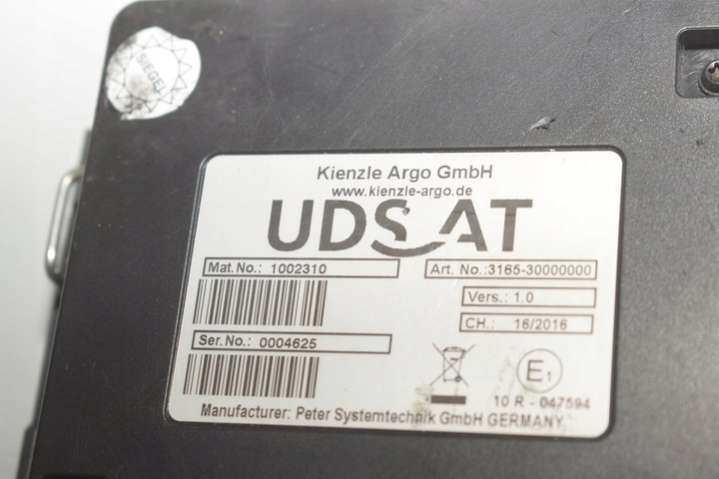 SIEGEL
Kienzle Argo GmbH
www.kienzle-argo.de
UDS AT
Mat.No.: 1002310
Art. No.:3165-30000000
Vers.: 1.0
CH.: 16/2016
Ser.No.: 0004625
E1
10 R - 047594
Manufacturer: Peter Systemtechnik GmbH GERMANY